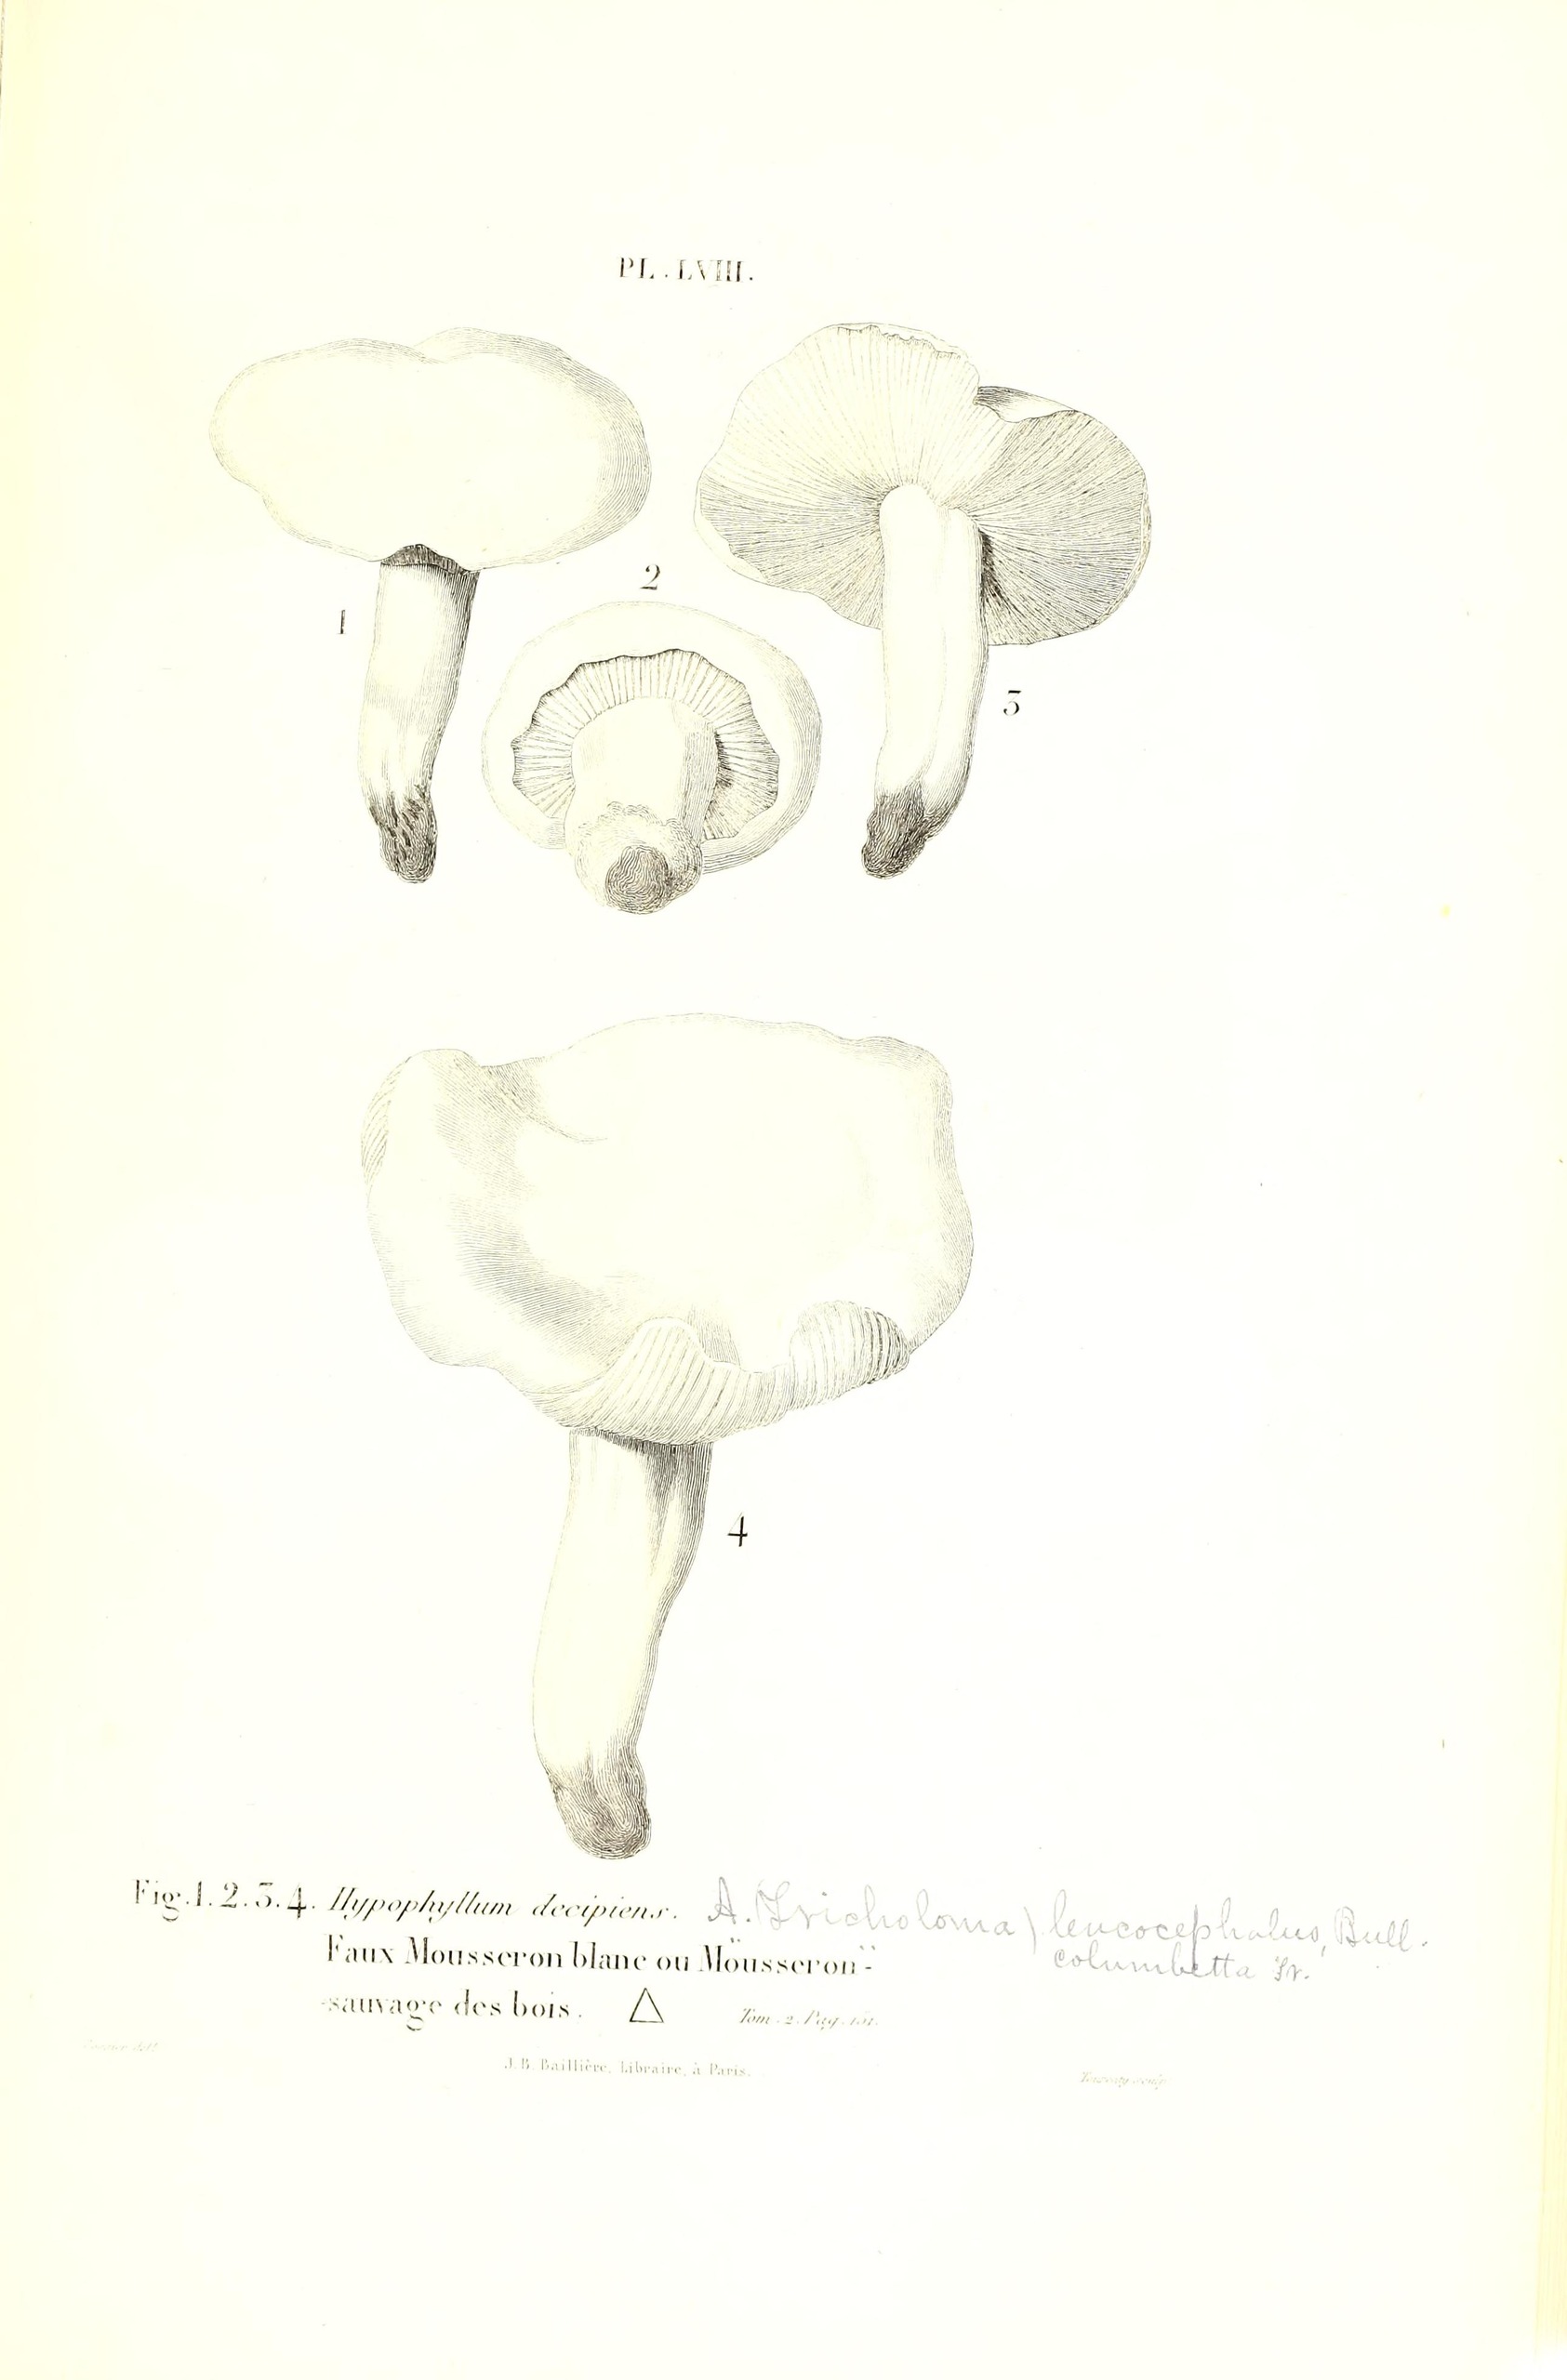 PL. LVIII.
1
2
3
4
Fig. 1. 2. 3. 4. Hypophyllum decipiens. A. (Tricholoma) leucocephalus, Bull.
columbetta Fr.
Faux Mousseron blanc ou Mousseron-
-sauvage des bois. △ Tom. 2. Pag.
J. B. Baillière, Libraire, à Paris.